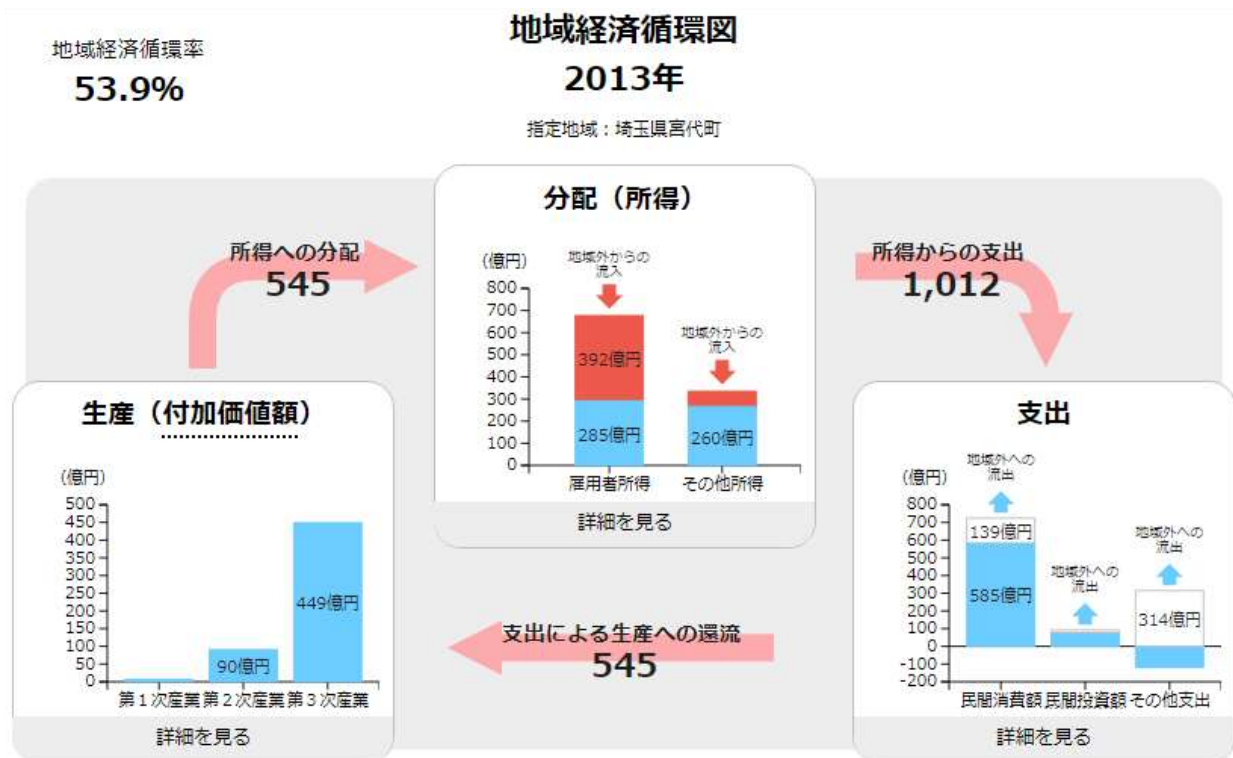 地域経済循環図
2013年
指定地域：埼玉県宮代町
地域経済循環率
53.9%
分配（所得）
所得への分配
545
所得からの支出
1,012
(億円)
地域外からの
流入
地域外からの
流入
800
700
600
500
400
300
200
100
0
392億円
285億円
260億円
雇用者所得
その他所得
詳細を見る
生産（付加価値額）
(億円)
500
450
400
350
300
250
200
150
100
50
0
449億円
90億円
第１次産業
第２次産業
第３次産業
詳細を見る
支出による生産への還流
545
支出
(億円)
地域外への
流出
地域外への
流出
地域外への
流出
800
700
600
500
400
300
200
100
0
-100
-200
139億円
585億円
314億円
民間消費額
民間投資額
その他支出
詳細を見る